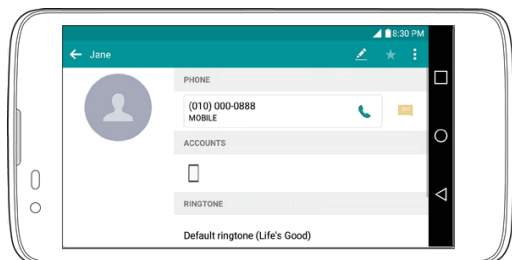 8:30 PM
Jane
PHONE
(010) 000-0888
MOBILE
ACCOUNTS
RINGTONE
Default ringtone (Life's Good)